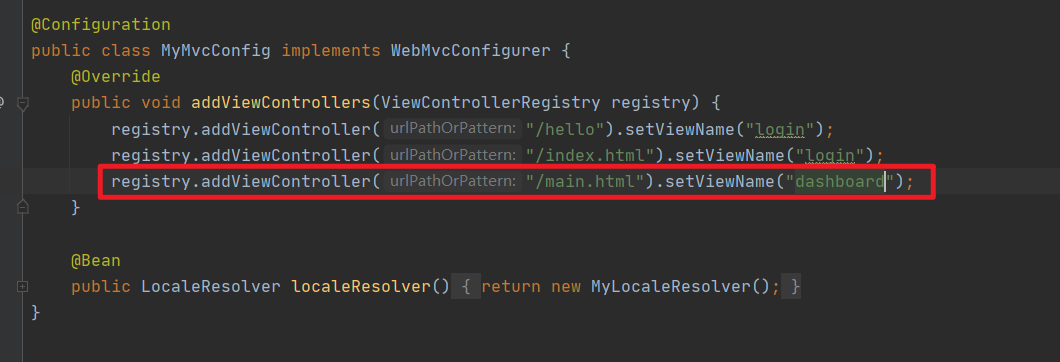 @Configuration
public class MyMvcConfig implements WebMvcConfigurer {
@Override
public void addViewControllers(ViewControllerRegistry registry) {
registry.addViewController( urlPathOrPattern: "/hello").setViewName("login");
registry.addViewController( urlPathOrPattern: "/index.html").setViewName("login");
registry.addViewController( urlPathOrPattern: "/main.html").setViewName("dashboard");
}
@Bean
public LocaleResolver localeResolver() { return new MyLocaleResolver(); }
}